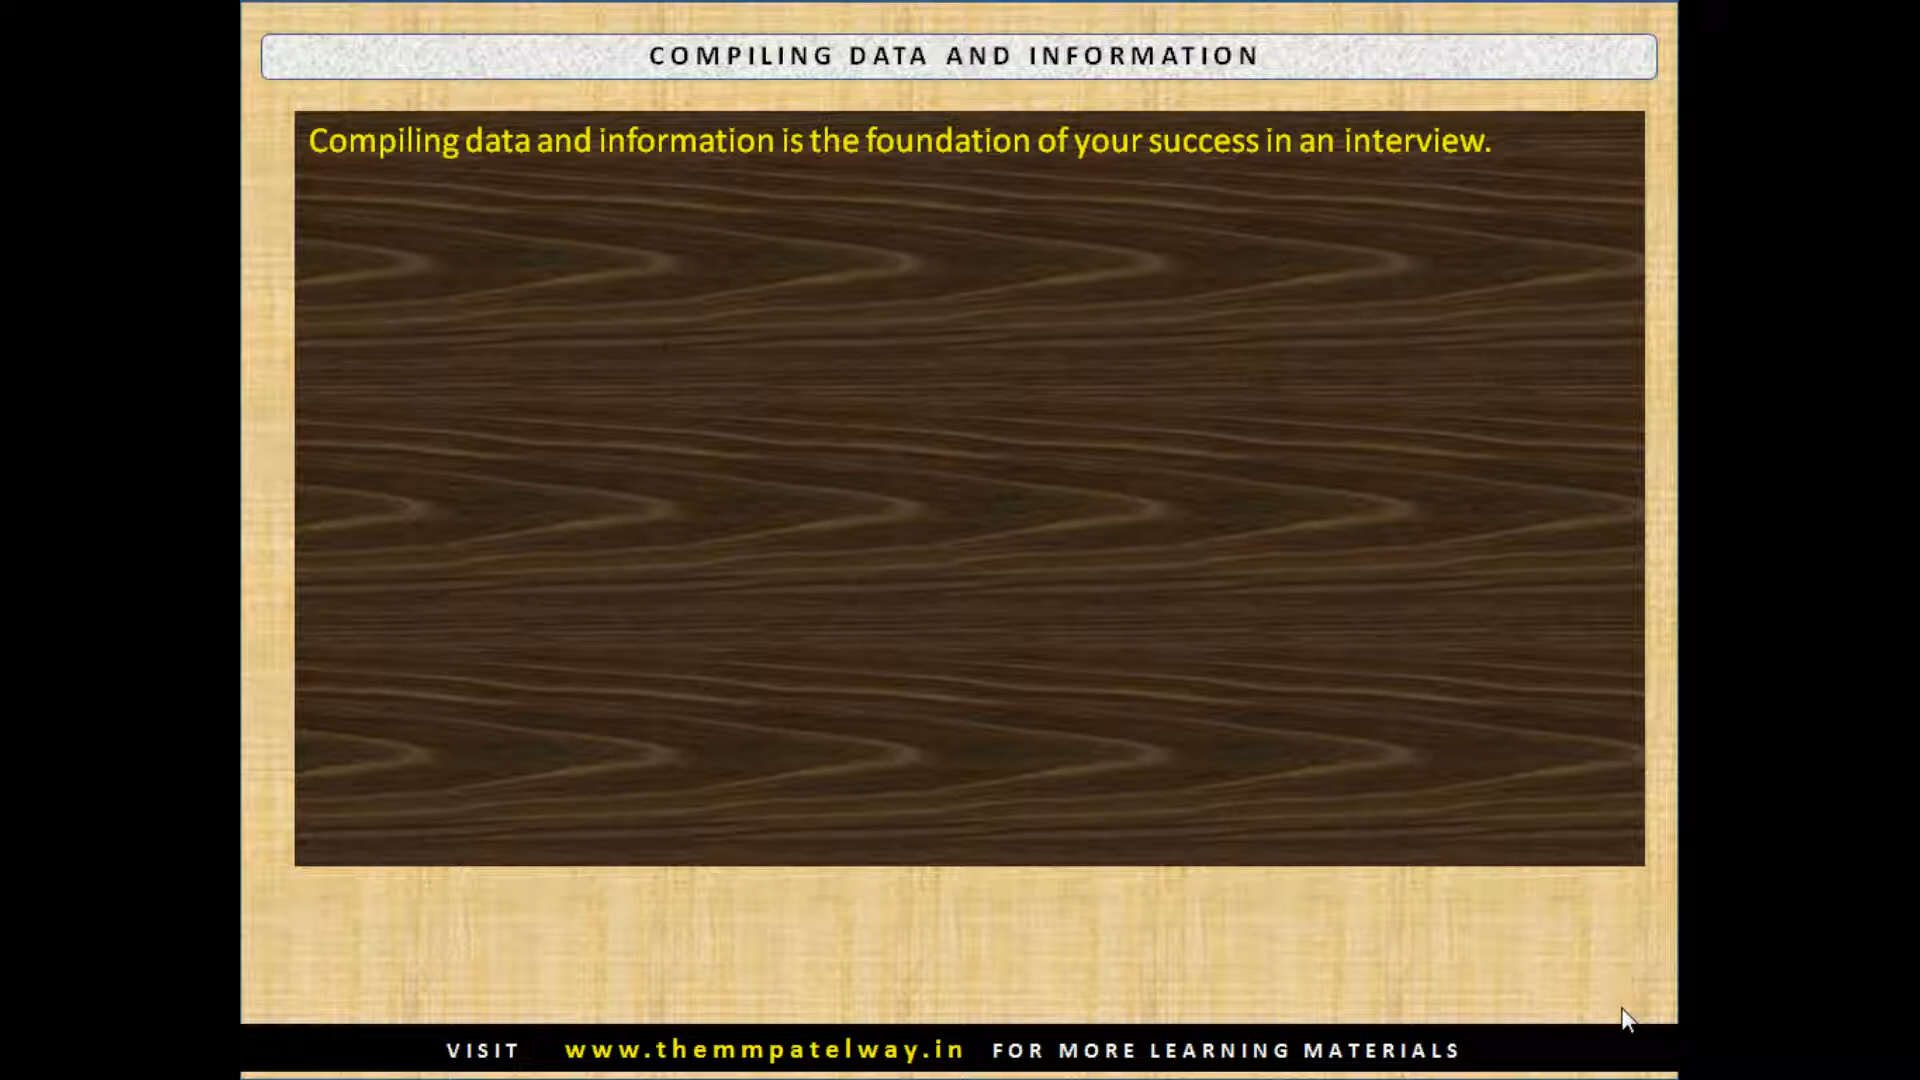 COMPILING DATA AND INFORMATION
Compiling data and information is the foundation of your success in an interview.
VISIT www.themmpatelway.in FOR MORE LEARNING MATERIALS